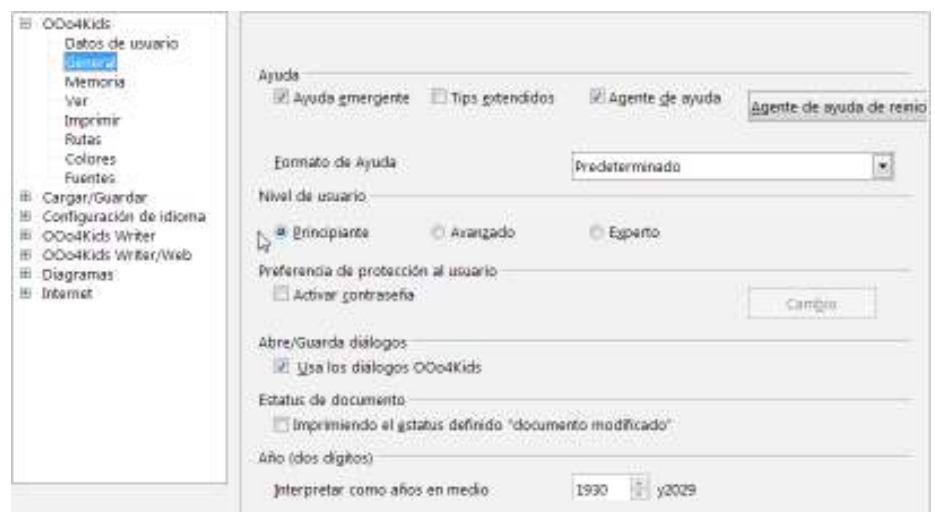 OOo4Kids
Datos de usuario
General
Memoria
Ver
Imprimir
Rutas
Colores
Fuentes
Cargar/Guardar
Configuración de idioma
OOo4Kids Writer
OOo4Kids Writer/Web
Diagramas
Internet
Ayuda
Ayuda emergente Tips extendidos Agente de ayuda Agente de ayuda de reinio
Formato de Ayuda Predeterminado
Nivel de usuario
Principiante Avanzado Experto
Preferencia de protección al usuario
Activar contraseña Cambio
Abre/Guarda diálogos
Usa los diálogos OOo4Kids
Estatus de documento
Imprimiendo el estatus definido "documento modificado"
Año (dos dígitos)
Interpretar como años en medio 1930 y2029